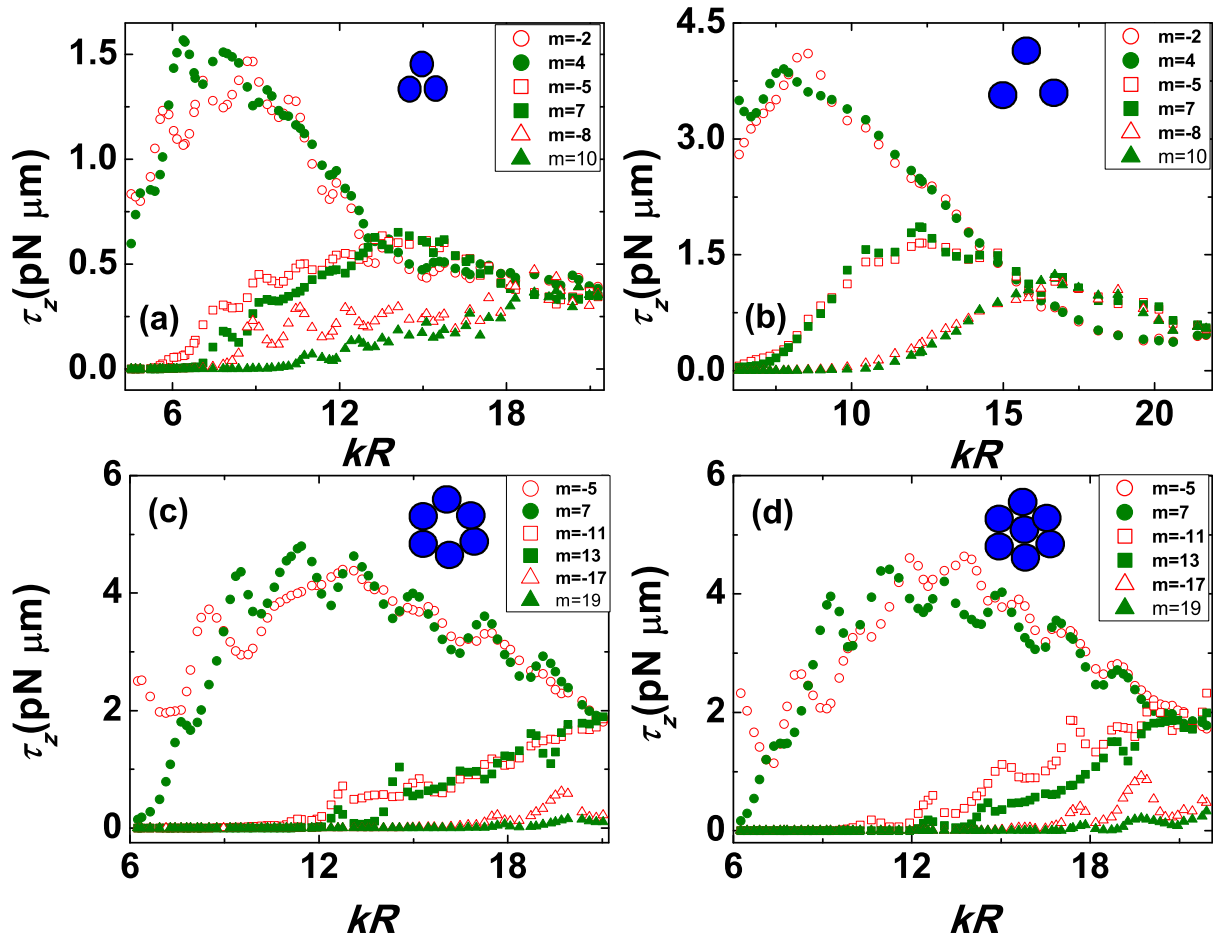 (a)
τz(pN μm)
1.5
1.0
0.5
0.0
6
12
18
kR
m=-2
m=4
m=-5
m=7
m=-8
m=10
(b)
τz(pN μm)
4.5
3.0
1.5
0.0
10
15
20
kR
m=-2
m=4
m=-5
m=7
m=-8
m=10
(c)
τz(pN μm)
6
4
2
0
6
12
18
kR
m=-5
m=7
m=-11
m=13
m=-17
m=19
(d)
τz(pN μm)
6
4
2
0
6
12
18
kR
m=-5
m=7
m=-11
m=13
m=-17
m=19